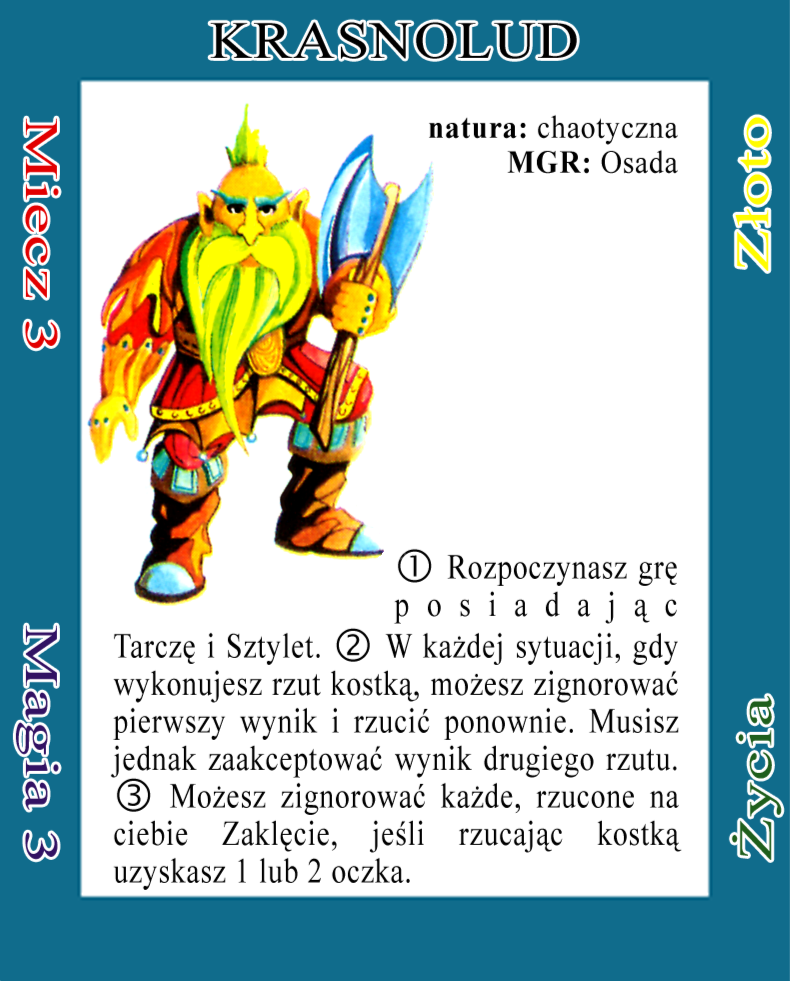 KRASNOLUD
natura: chaotyczna
MGR: Osada
Miecz 3
Złoto
Magia 3
Życia
① Rozpoczynasz grę
posiadając
Tarczę i Sztylet. ② W każdej sytuacji, gdy
wykonujesz rzut kostką, możesz zignorować
pierwszy wynik i rzucić ponownie. Musisz
jednak zaakceptować wynik drugiego rzutu.
③ Możesz zignorować każde, rzucone na
ciebie Zaklęcie, jeśli rzucając kostką
uzyskasz 1 lub 2 oczka.